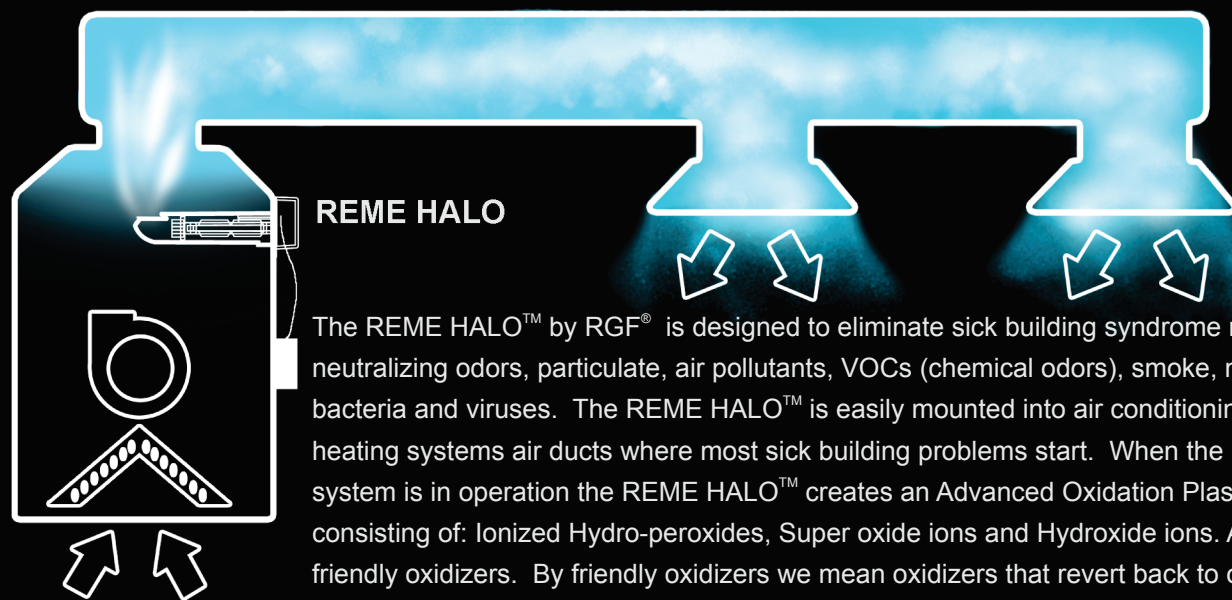 REME HALO
The REME HALO™ by RGF® is designed to eliminate sick building syndrome
neutralizing odors, particulate, air pollutants, VOCs (chemical odors), smoke,
bacteria and viruses. The REME HALO™ is easily mounted into air
heating systems air ducts where most sick building problems start. When the
system is in operation the REME HALO™ creates an Advanced Oxidation
consisting of: Ionized Hydro-peroxides, Super oxide ions and Hydroxide ions.
friendly oxidizers. By friendly oxidizers we mean oxidizers that revert back to